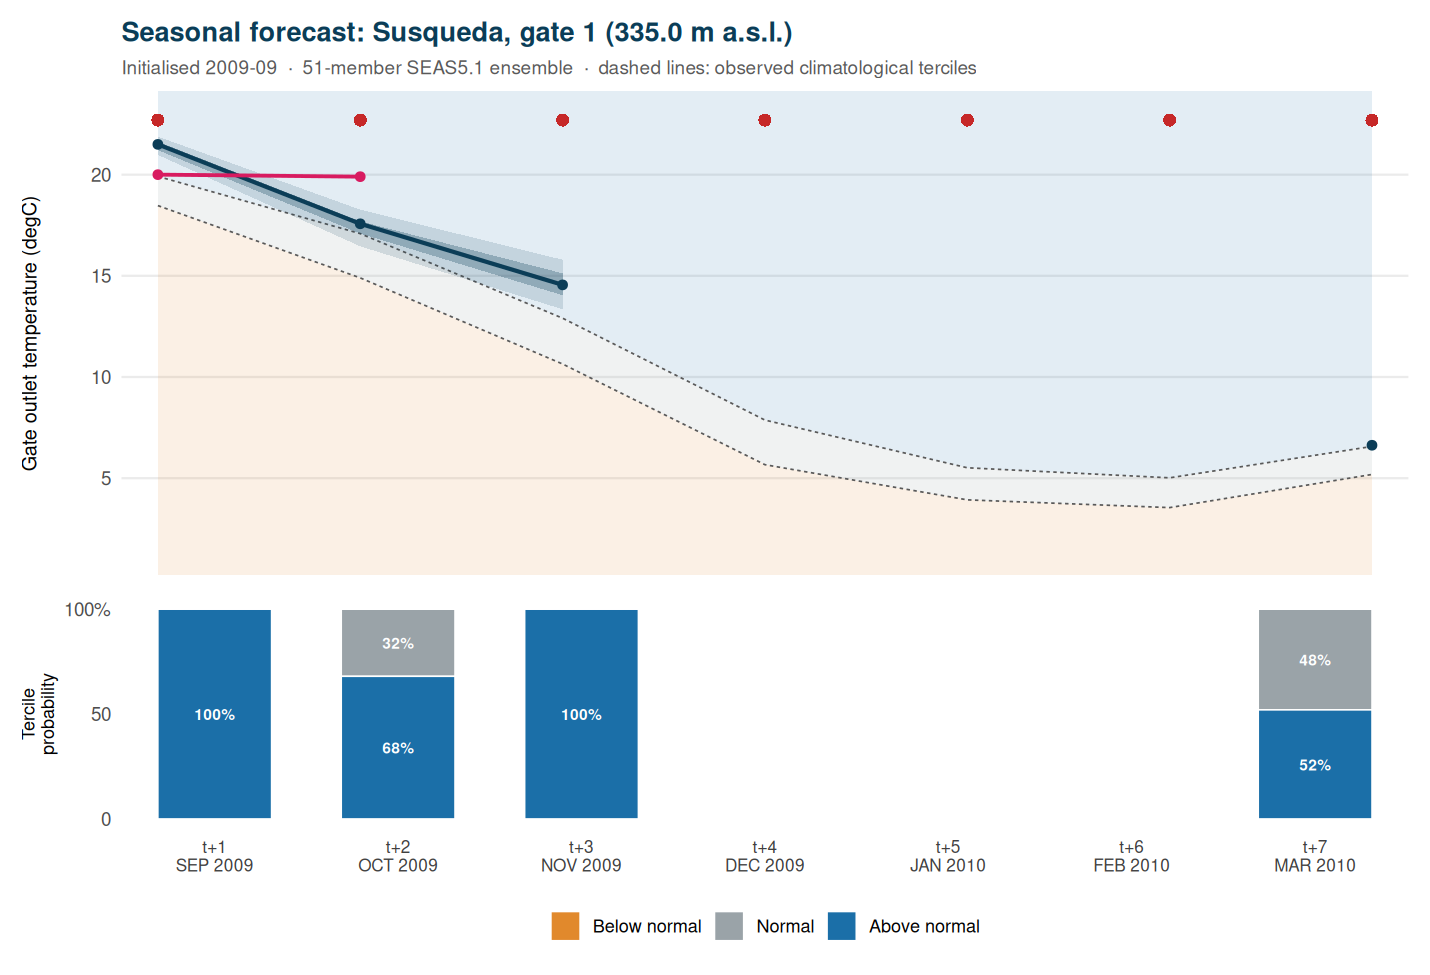 Seasonal forecast: Susqueda, gate 1 (335.0 m a.s.l.)
Initialised 2009-09 · 51-member SEAS5.1 ensemble · dashed lines: observed climatological terciles
Gate outlet temperature (degC)
20
15
10
5
Tercile
probability
100%
50
0
100%
32%
68%
100%
48%
52%
t+1
SEP 2009
t+2
OCT 2009
t+3
NOV 2009
t+4
DEC 2009
t+5
JAN 2010
t+6
FEB 2010
t+7
MAR 2010
Below normal
Normal
Above normal